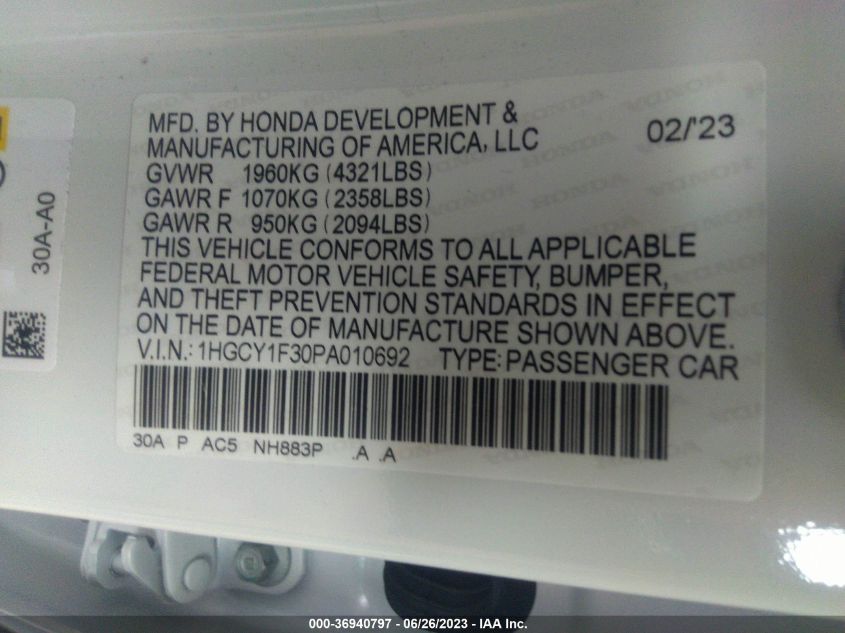 MFD. BY HONDA DEVELOPMENT &
MANUFACTURING OF AMERICA, LLC 02/'23
GVWR 1960KG (4321LBS)
GAWR F 1070KG (2358LBS)
GAWR R 950KG (2094LBS)
THIS VEHICLE CONFORMS TO ALL APPLICABLE
FEDERAL MOTOR VEHICLE SAFETY, BUMPER,
AND THEFT PREVENTION STANDARDS IN EFFECT
ON THE DATE OF MANUFACTURE SHOWN ABOVE.
V.I.N.: 1HGCY1F30PA010692 TYPE: PASSENGER CAR
30A P AC5 NH883P .A .A
30A-A0
HONDA
000-36940797 - 06/26/2023 - IAAI Inc.